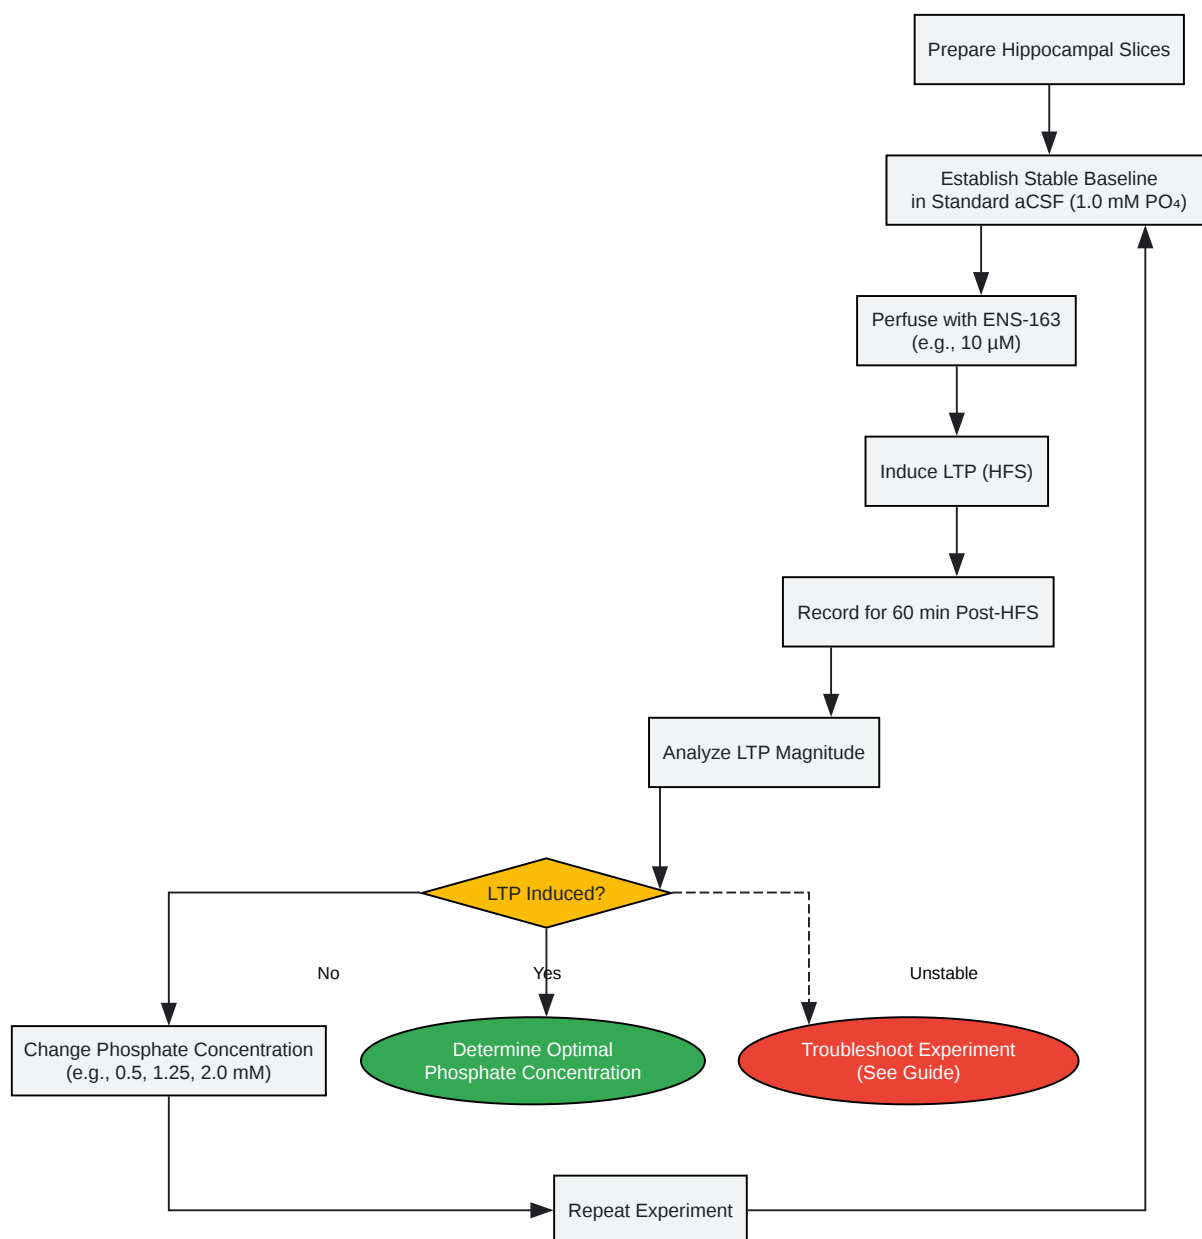 Prepare Hippocampal Slices
Establish Stable Baseline
in Standard aCSF (1.0 mM PO₄)
Perfuse with ENS-163
(e.g., 10 µM)
Induce LTP (HFS)
Record for 60 min Post-HFS
Analyze LTP Magnitude
LTP Induced?
No
Yes
Unstable
Change Phosphate Concentration
(e.g., 0.5, 1.25, 2.0 mM)
Determine Optimal
Phosphate Concentration
Troubleshoot Experiment
(See Guide)
Repeat Experiment